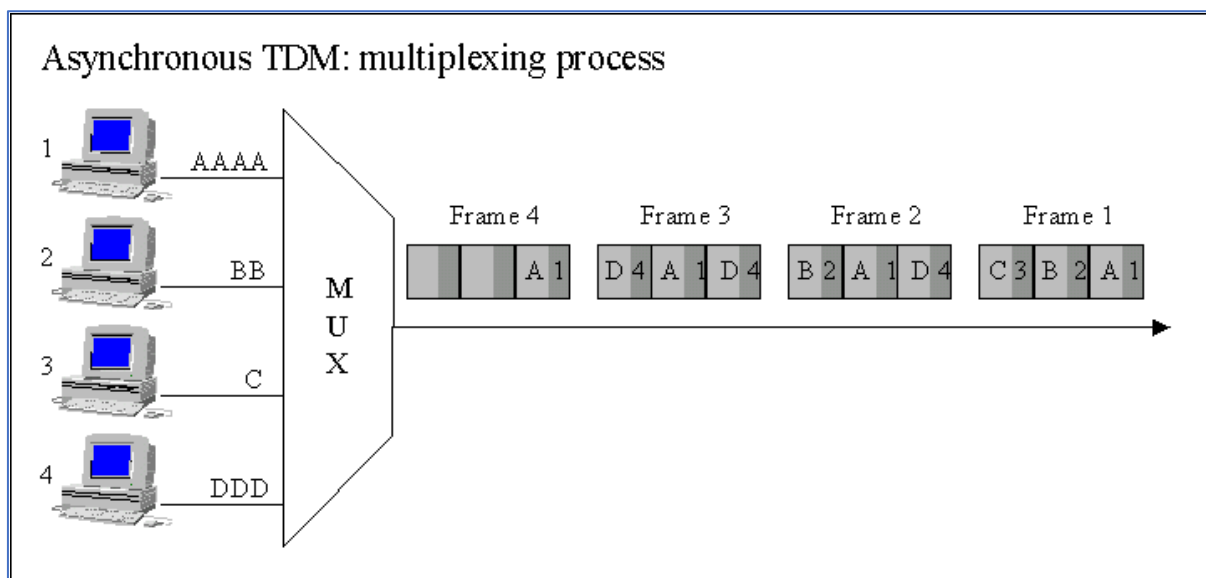 Asynchronous TDM: multiplexing process
1
AAAA
2
BB
3
C
4
DDD
M
U
X
Frame 4 Frame 3 Frame 2 Frame 1
A 1 D 4 A 1 D 4 B 2 A 1 D 4 C 3 B 2 A 1